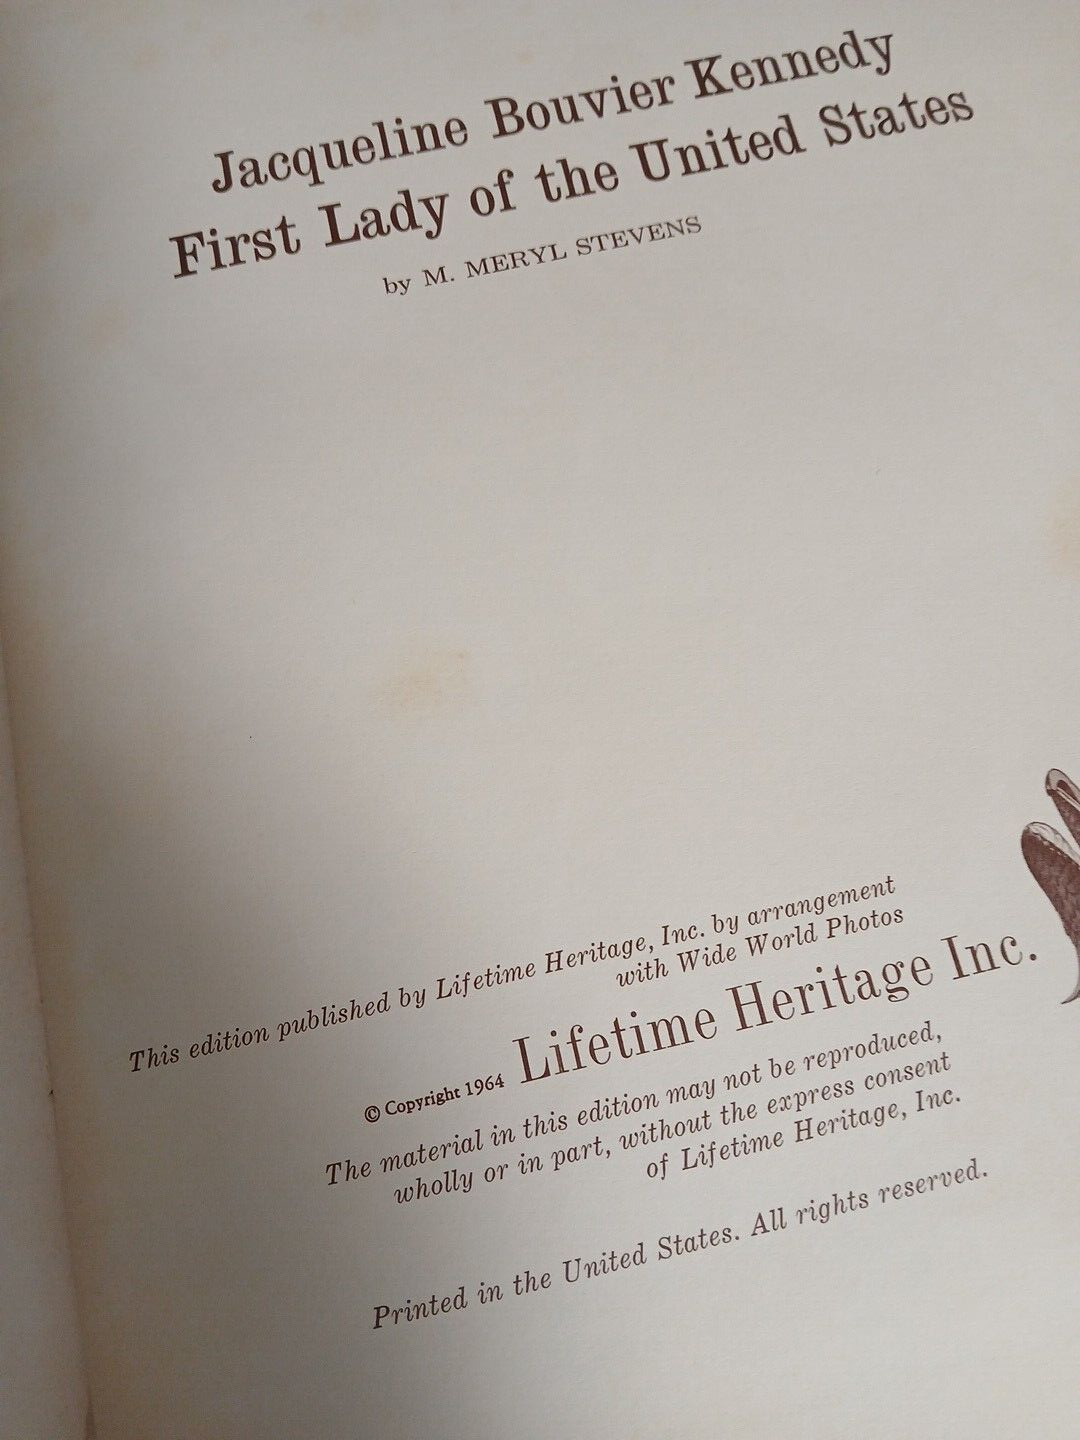 Jacqueline Bouvier Kennedy
First Lady of the United States
by M. MERYL STEVENS
This edition published by Lifetime Heritage, Inc. by arrangement
with Wide World Photos
© Copyright 1964 Lifetime Heritage Inc.
The material in this edition may not be reproduced,
wholly or in part, without the express consent
of Lifetime Heritage, Inc.
Printed in the United States. All rights reserved.